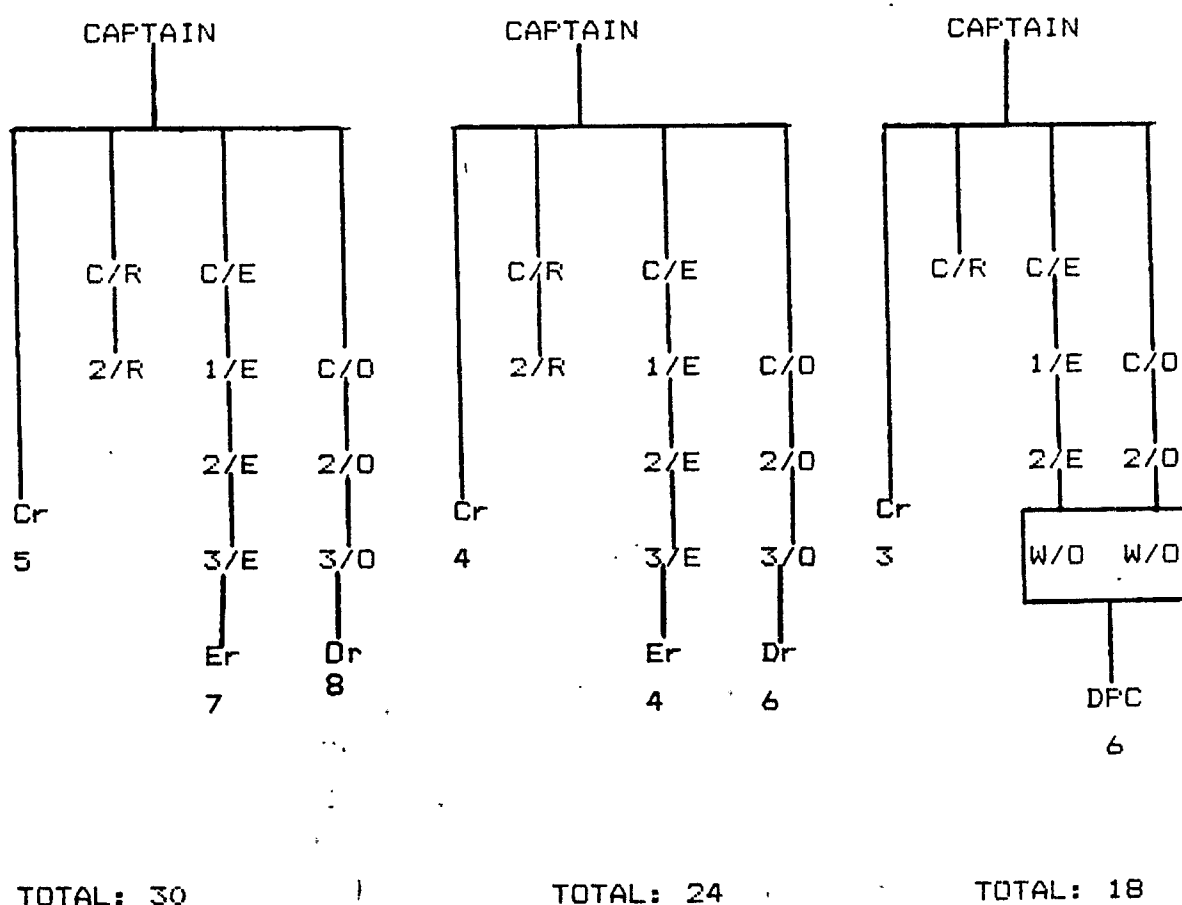 CAPTAIN CAPTAIN CAPTAIN
C/R C/E C/R C/E C/R C/E
2/R 1/E C/O 2/R 1/E C/O 1/E C/O
2/E 2/O 2/E 2/O 2/E 2/O
Cr Cr Cr
5 3/E 3/O 4 3/E 3/O 3 W/O W/O
Er Dr Er Dr
7 8 4 6 DPC
6
TOTAL: 30 TOTAL: 24 TOTAL: 18